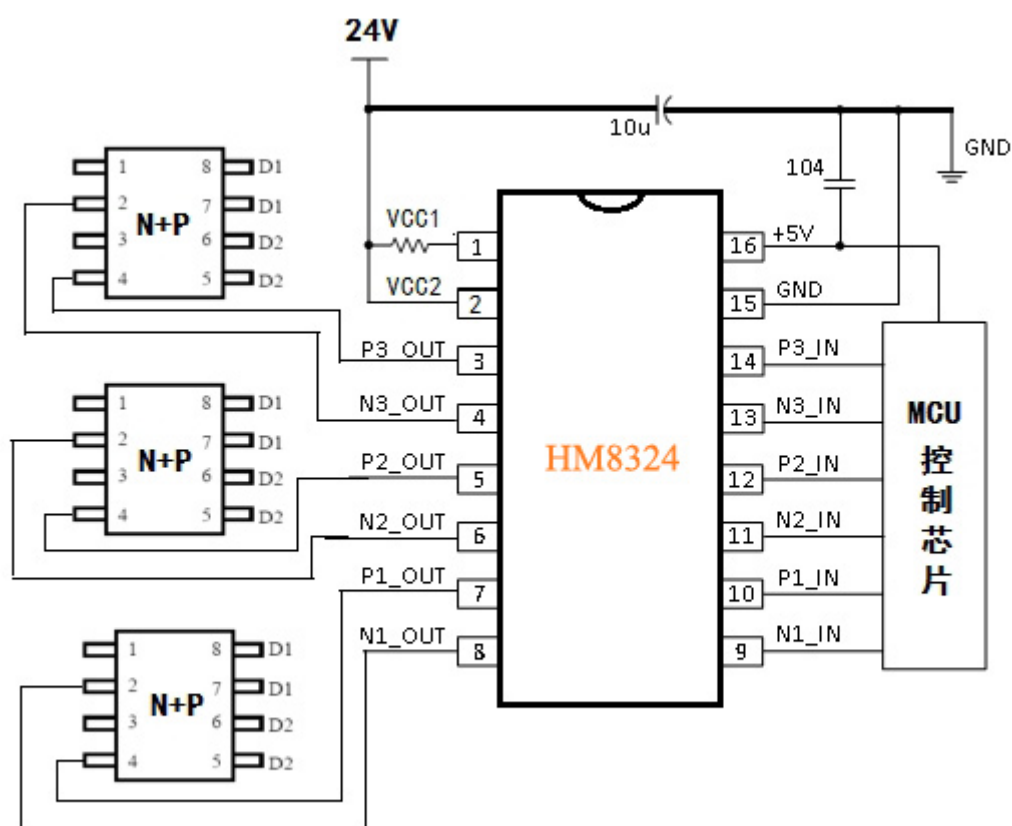 24V
10u
104
GND
VCC1
VCC2
P3_OUT
N3_OUT
P2_OUT
N2_OUT
P1_OUT
N1_OUT
1
2
3
4
5
6
7
8
HM8324
16
15
14
13
12
11
10
9
+5V
GND
P3_IN
N3_IN
P2_IN
N2_IN
P1_IN
N1_IN
MCU
控
制
芯
片
1 8 D1
2 7 D1
N+P
3 6 D2
4 5 D2
1 8 D1
2 7 D1
N+P
3 6 D2
4 5 D2
1 8 D1
2 7 D1
N+P
3 6 D2
4 5 D2